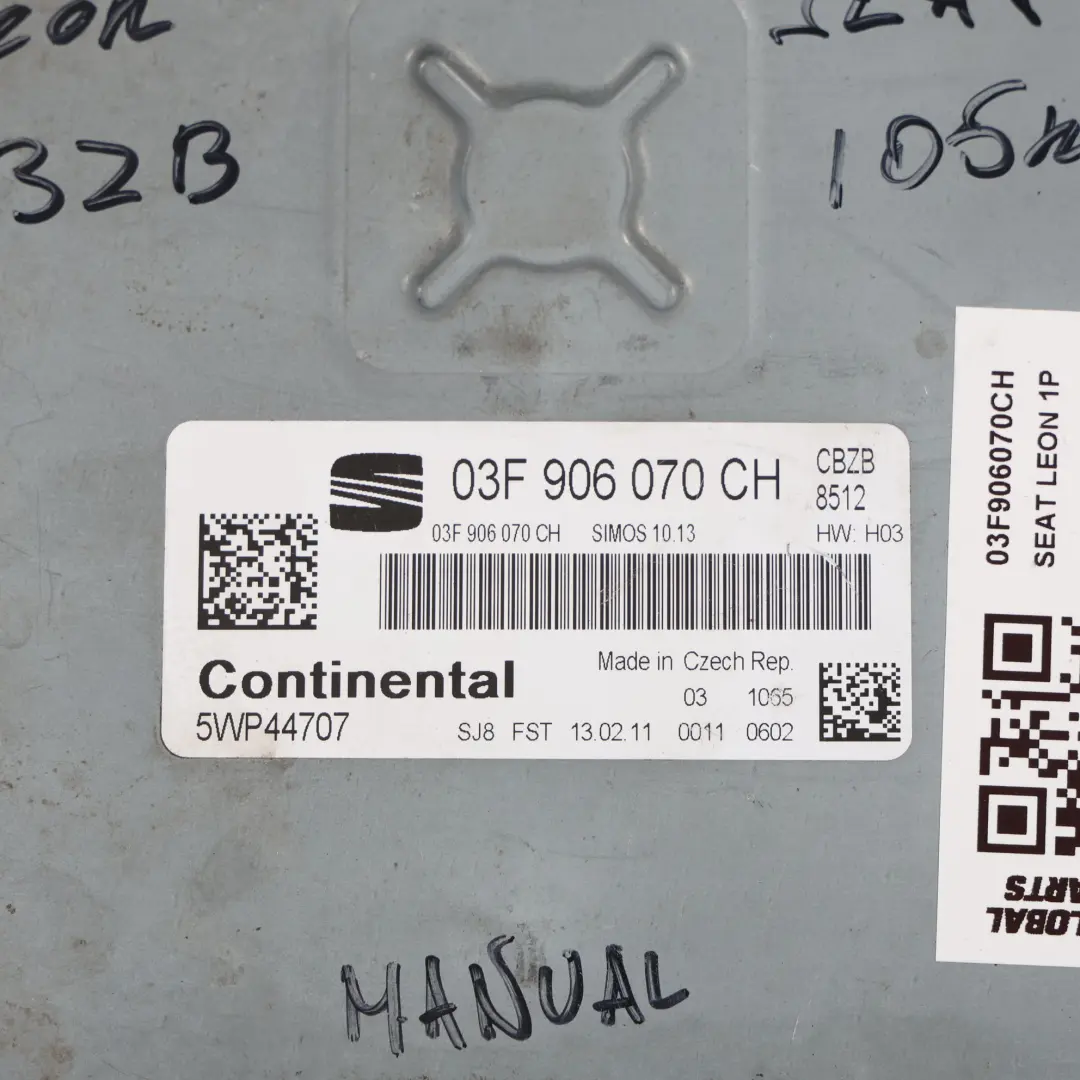 32B
105
03F 906 070 CH
CBZB
8512
03F 906 070 CH SIMOS 10.13
HW: H03
Continental
Made in Czech Rep.
03 1065
5WP44707
SJ8 FST 13.02.11 0011 0602
MANUAL
03F906070CH
SEAT LEON 1P